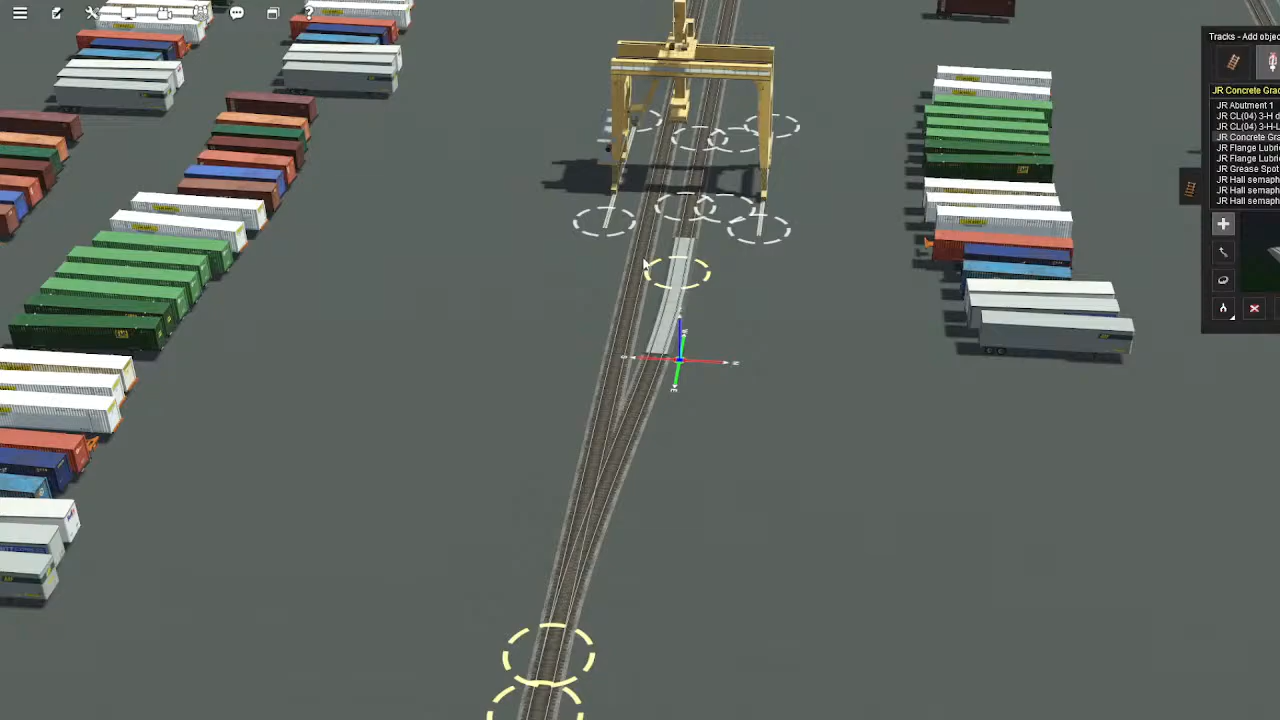 Tracks - Add objec
JR Concrete Grad
JR Abutment 1
JR CL(04) 3-H d
JR CL(04) 3-H
JR Concrete Gra
JR Flange Lubri
JR Flange Lubri
JR Grease Spot
JR Hall semaph
JR Hall semaph
JR Hall semaph